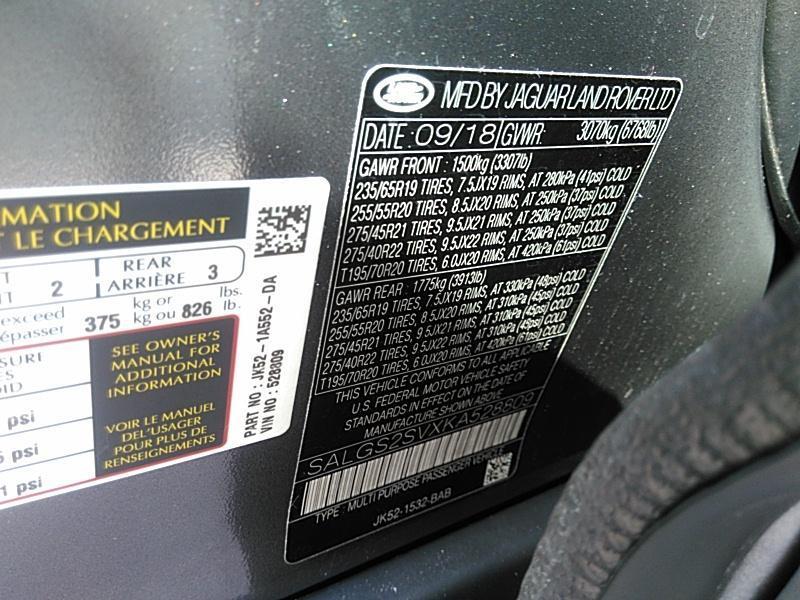 RMATION
T LE CHARGEMENT
2
REAR
ARRIÈRE 3
exceed
épasser 375 kg or
kg ou 826 lbs.
lb.
SEE OWNER'S
MANUAL FOR
ADDITIONAL
INFORMATION
psi
VOIR LE MANUEL
DEL'USAGER
POUR PLUS DE
RENSEIGNEMENTS
psi
1 psi
PART NO : JK52-1A552-DA
VIN NO : 528809
LAND ROVER MFD BY JAGUAR LAND ROVER LTD
DATE: 09/18 GVWR: 3070kg (6768lb)
GAWR FRONT : 1500kg (3307lb)
235/65R19 TIRES, 7.5JX19 RIMS, AT 280kPa (41psi) COLD
255/55R20 TIRES, 8.5JX20 RIMS, AT 250kPa (37psi) COLD
275/45R21 TIRES, 9.5JX21 RIMS, AT 250kPa (37psi) COLD
275/40R22 TIRES, 9.5JX22 RIMS, AT 250kPa (37psi) COLD
T195/70R20 TIRES, 6.0JX20 RIMS, AT 420kPa (61psi) COLD
GAWR REAR : 1775kg (3913lb)
235/65R19 TIRES, 7.5JX19 RIMS, AT 330kPa (48psi) COLD
255/55R20 TIRES, 8.5JX20 RIMS, AT 310kPa (45psi) COLD
275/45R21 TIRES, 9.5JX21 RIMS, AT 310kPa (45psi) COLD
275/40R22 TIRES, 9.5JX22 RIMS, AT 310kPa (45psi) COLD
T195/70R20 TIRES, 6.0JX20 RIMS, AT 420kPa (61psi) COLD
THIS VEHICLE CONFORMS TO ALL APPLICABLE
U.S. FEDERAL MOTOR VEHICLE SAFETY
STANDARDS IN EFFECT ON THE DATE OF
MANUFACTURE SHOWN ABOVE
SALGS2SVXKA528809
TYPE : MULTI PURPOSE PASSENGER VEHICLE
JK52-1532-BAB